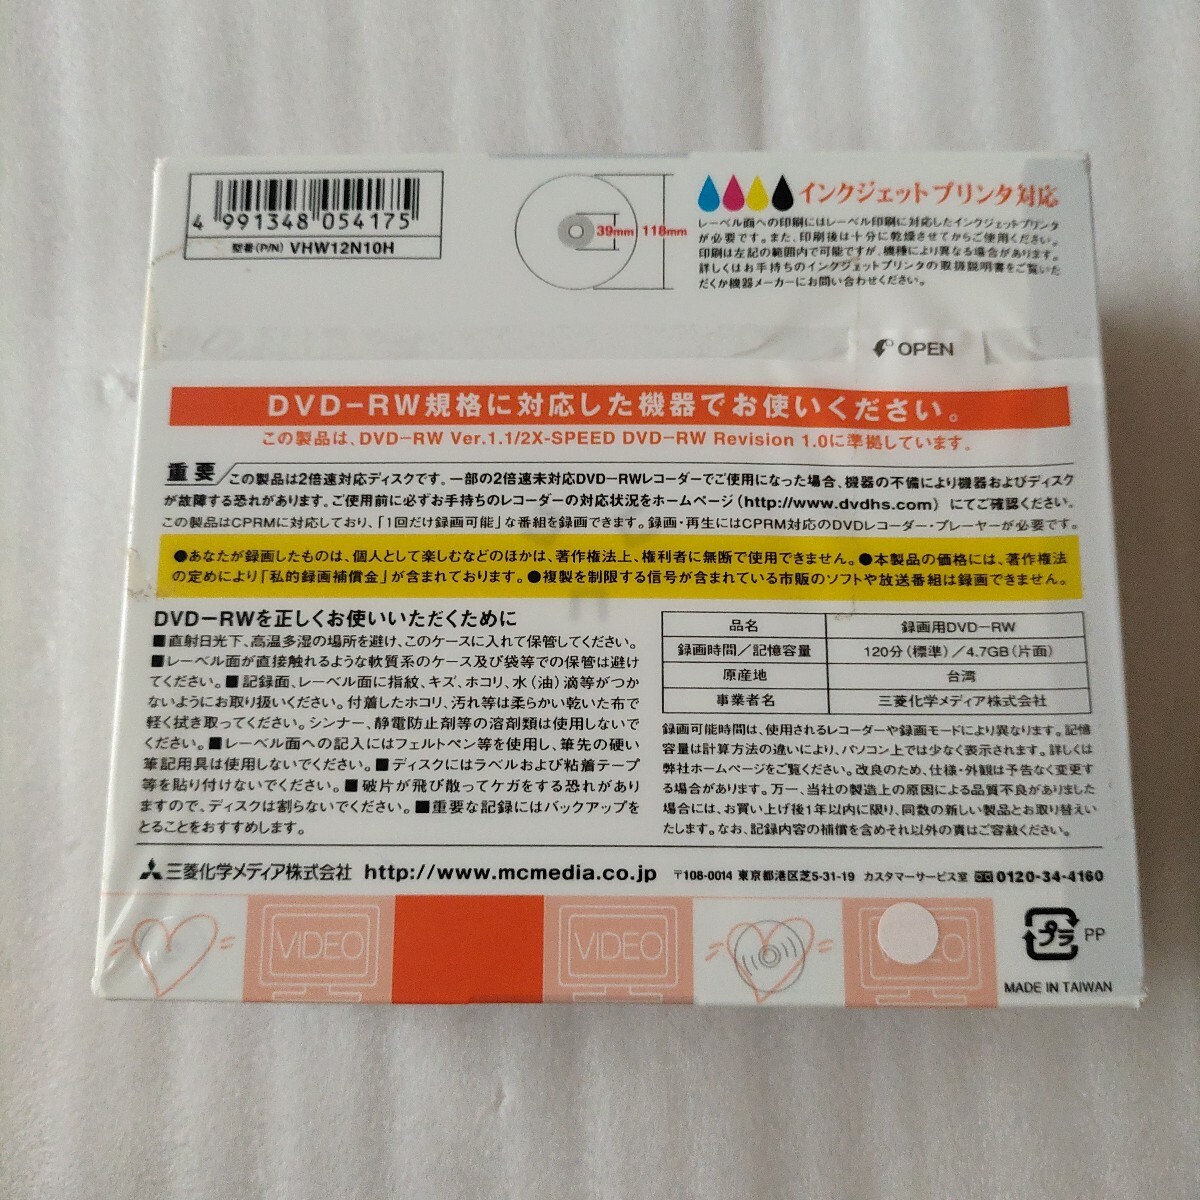 4 991348 054175
型番(P/N) VHW12N10H
39mm 118mm
インクジェットプリンタ対応
レーベル面への印刷にはレーベル印刷に対応したインクジェットプリンタ
が必要です。また、印刷後は十分に乾燥させてからご使用ください。
印刷は左記の範囲内で可能ですが、機種により異なる場合があります。
詳しくはお手持ちのインクジェットプリンタの取扱説明書をご覧いた
だくか機器メーカーにお問い合わせください。
OPEN
DVD-RW規格に対応した機器でお使いください。
この製品は、DVD-RW Ver.1.1/2X-SPEED DVD-RW Revision 1.0に準拠しています。
重要/この製品は2倍速対応ディスクです。一部の2倍速未対応DVD-RWレコーダーでご使用になった場合、機器の不備により機器およびディスク
が故障する恐れがあります。ご使用前に必ずお手持ちのレコーダーの対応状況をホームページ(http://www.dvdhs.com)にてご確認ください。
この製品はCPRMに対応しており、「1回だけ録画可能」な番組を録画できます。録画・再生にはCPRM対応のDVDレコーダー・プレーヤーが必要です。
●あなたが録画したものは、個人として楽しむなどのほかは、著作権法上、権利者に無断で使用できません。●本製品の価格には、著作権法
の定めにより「私的録画補償金」が含まれております。●複製を制限する信号が含まれている市販のソフトや放送番組は録画できません。
DVD-RWを正しくお使いいただくために
■直射日光下、高温多湿の場所を避け、このケースに入れて保管してください。
■レーベル面が直接触れるような軟質系のケース及び袋等での保管は避け
てください。■記録面、レーベル面に指紋、キズ、ホコリ、水(油)滴等がつか
ないようにお取り扱いください。付着したホコリ、汚れ等は柔らかい乾いた布で
軽く拭き取ってください。シンナー、静電防止剤等の溶剤類は使用しないで
ください。■レーベル面への記入にはフェルトペン等を使用し、筆先の硬い
筆記用具は使用しないでください。■ディスクにはラベルおよび粘着テープ
等を貼り付けないでください。■破片が飛び散ってケガをする恐れがあり
ますので、ディスクは割らないでください。■重要な記録にはバックアップを
とることをおすすめします。
品名 録画用DVD-RW
録画時間/記憶容量 120分(標準)/4.7GB(片面)
原産地 台湾
事業者名 三菱化学メディア株式会社
録画可能時間は、使用されるレコーダーや録画モードにより異なります。記憶
容量は計算方法の違いにより、パソコン上では少なく表示されます。詳しくは
弊社ホームページをご覧ください。改良のため、仕様・外観は予告なく変更す
る場合があります。万一、当社の製造上の原因による品質不良がありました
場合には、お買い上げ後1年以内に限り、同数の新しい製品とお取り替えい
たします。なお、記録内容の補償を含めそれ以外の責はご容赦ください。
三菱化学メディア株式会社 http://www.mcmedia.co.jp 〒108-0014 東京都港区芝5-31-19 カスタマーサービス室 0120-34-4160
VIDEO VIDEO
プラ PP
MADE IN TAIWAN